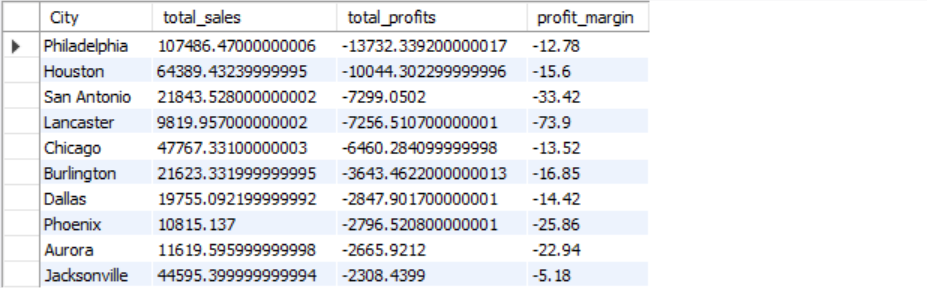 City total_sales total_profits profit_margin
Philadelphia 107486.47000000006 -13732.339200000017 -12.78
Houston 64389.43239999995 -10044.302299999996 -15.6
San Antonio 21843.528000000002 -7299.0502 -33.42
Lancaster 9819.957000000002 -7256.510700000001 -73.9
Chicago 47767.33100000003 -6460.284099999998 -13.52
Burlington 21623.331999999995 -3643.4622000000013 -16.85
Dallas 19755.092199999992 -2847.901700000001 -14.42
Phoenix 10815.137 -2796.520800000001 -25.86
Aurora 11619.595999999998 -2665.9212 -22.94
Jacksonville 44595.399999999994 -2308.4399 -5.18